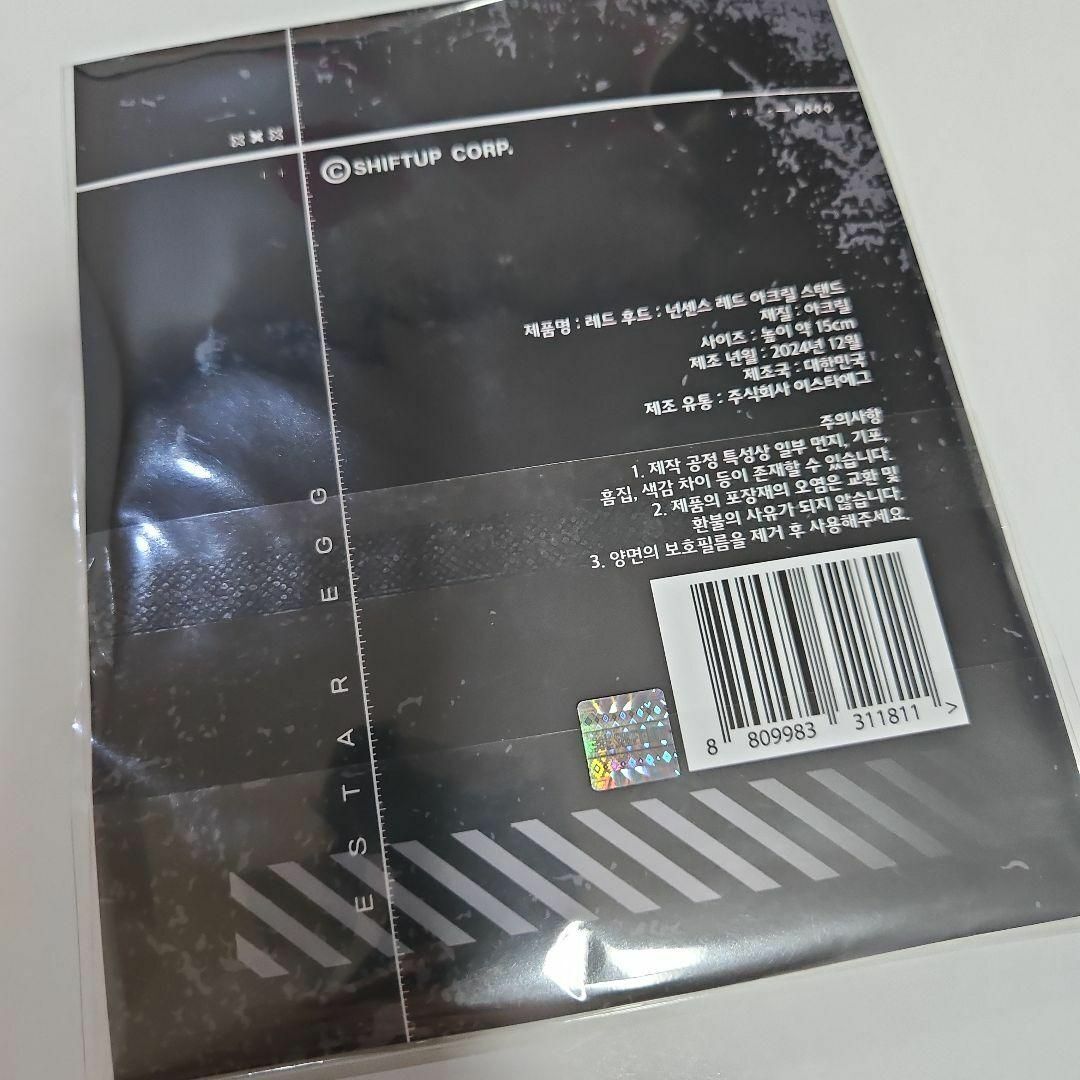 © SHIFTUP CORP.
제품명 : 레드 후드 : 넌센스 레드 아크릴 스탠드
재질 : 아크릴
사이즈 : 높이 약 15cm
제조 년월 : 2024년 12월
제조국 : 대한민국
제조 유통 : 주식회사 이스타에그
주의사항
1. 제작 공정 특성상 일부 먼지, 기포,
흠집, 색감 차이 등이 존재할 수 있습니다.
2. 제품의 포장재의 오염은 교환 및
환불의 사유가 되지 않습니다.
3. 양면의 보호필름을 제거 후 사용해주세요.
8 809983 311811 >
ESTAR EGG